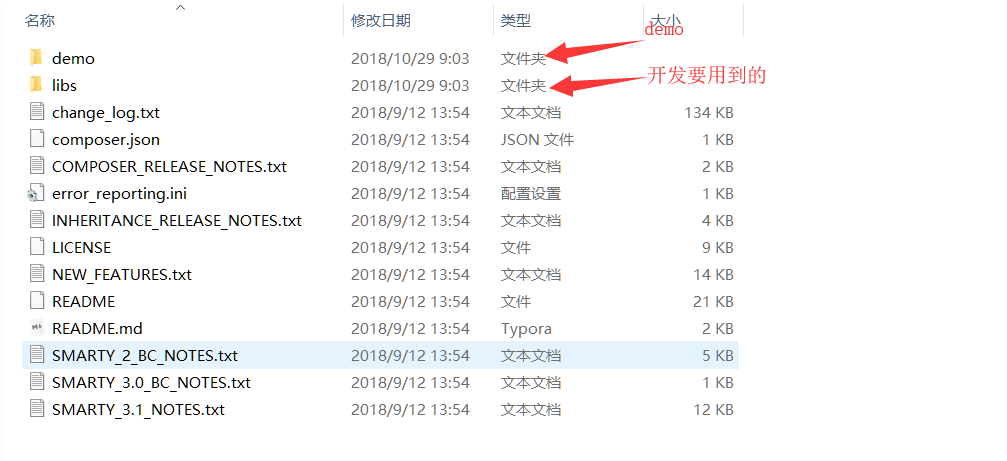 名称 修改日期 类型 大小
demo
demo 2018/10/29 9:03 文件夹
开发要用到的
libs 2018/10/29 9:03 文件夹
change_log.txt 2018/9/12 13:54 文本文档 134 KB
composer.json 2018/9/12 13:54 JSON 文件 1 KB
COMPOSER_RELEASE_NOTES.txt 2018/9/12 13:54 文本文档 2 KB
error_reporting.ini 2018/9/12 13:54 配置设置 1 KB
INHERITANCE_RELEASE_NOTES.txt 2018/9/12 13:54 文本文档 4 KB
LICENSE 2018/9/12 13:54 文件 9 KB
NEW_FEATURES.txt 2018/9/12 13:54 文本文档 14 KB
README 2018/9/12 13:54 文件 21 KB
README.md 2018/9/12 13:54 Typora 2 KB
SMARTY_2_BC_NOTES.txt 2018/9/12 13:54 文本文档 5 KB
SMARTY_3.0_BC_NOTES.txt 2018/9/12 13:54 文本文档 1 KB
SMARTY_3.1_NOTES.txt 2018/9/12 13:54 文本文档 12 KB